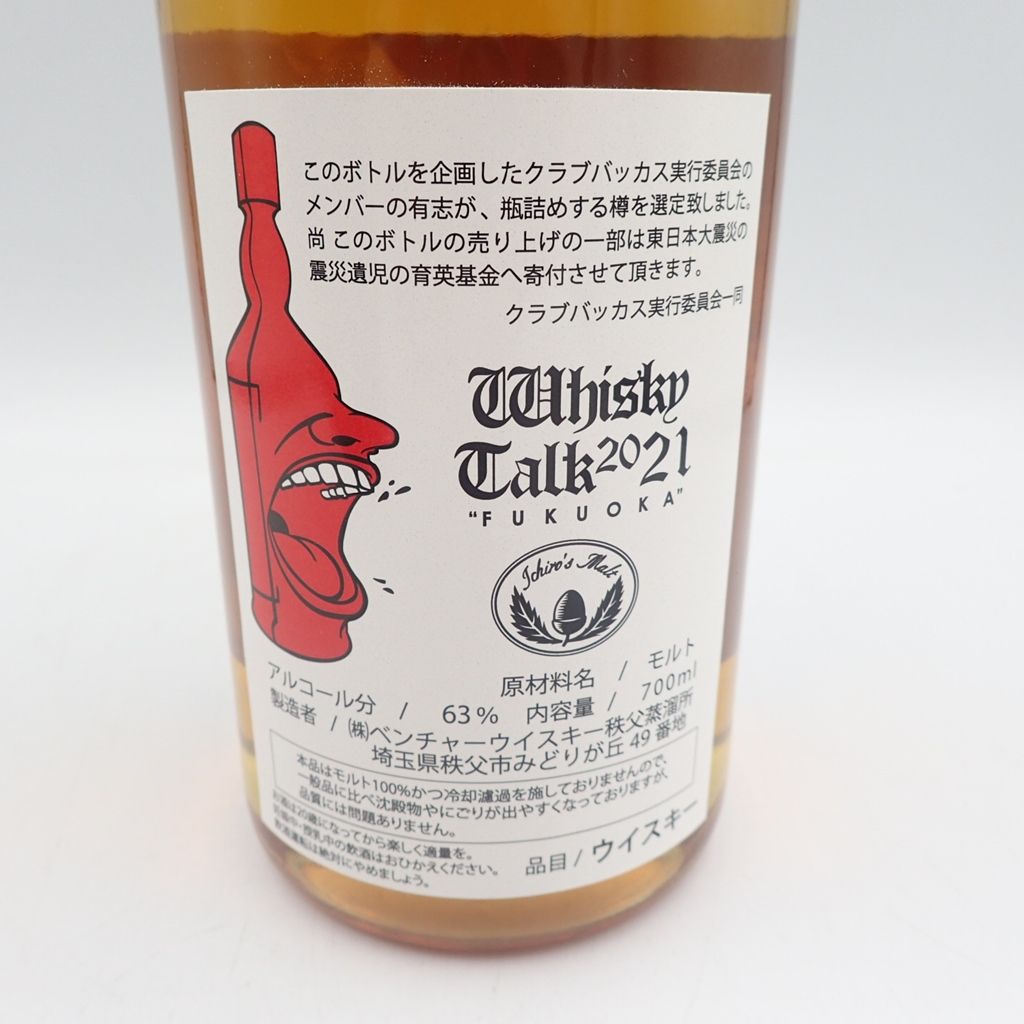 このボトルを企画したクラブバッカス実行委員会の
メンバーの有志が、瓶詰めする樽を選定致しました。
尚 このボトルの売り上げの一部は東日本大震災の
震災遺児の育英基金へ寄付させて頂きます。
クラブバッカス実行委員会一同
Whisky
Talk 2021
"FUKUOKA"
Ichiro's Malt
原材料名 / モルト
アルコール分 / 63% 内容量 / 700ml
製造者 / ㈱ベンチャーウイスキー秩父蒸溜所
埼玉県秩父市みどりが丘49番地
本品はモルト100%かつ冷却濾過を施しておりませんので、
一般品に比べ沈殿物やにごりが出やすくなっておりますが、
品質には問題ありません。
お酒は20歳になってから楽しく適量を。
妊娠中・授乳中の飲酒はおひかえください。
飲酒運転は絶対にやめましょう。
品目 / ウイスキー